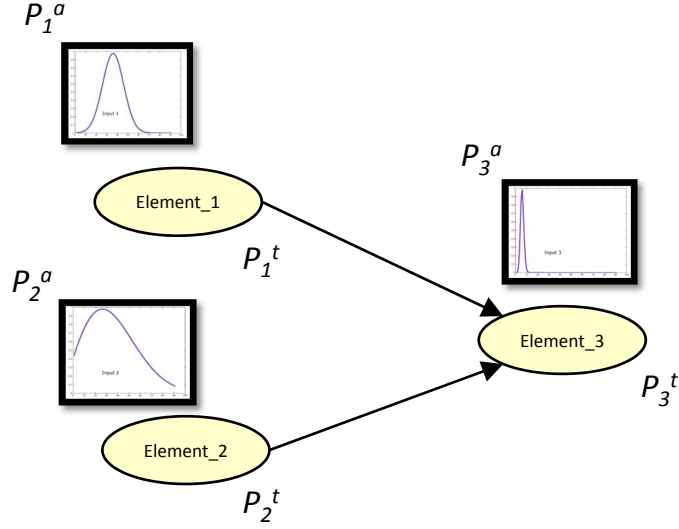 P₁ᵃ
Input 1
Element_1
P₁ᵗ
P₃ᵃ
Input 3
Element_3
P₃ᵗ
P₂ᵃ
Input 2
Element_2
P₂ᵗ